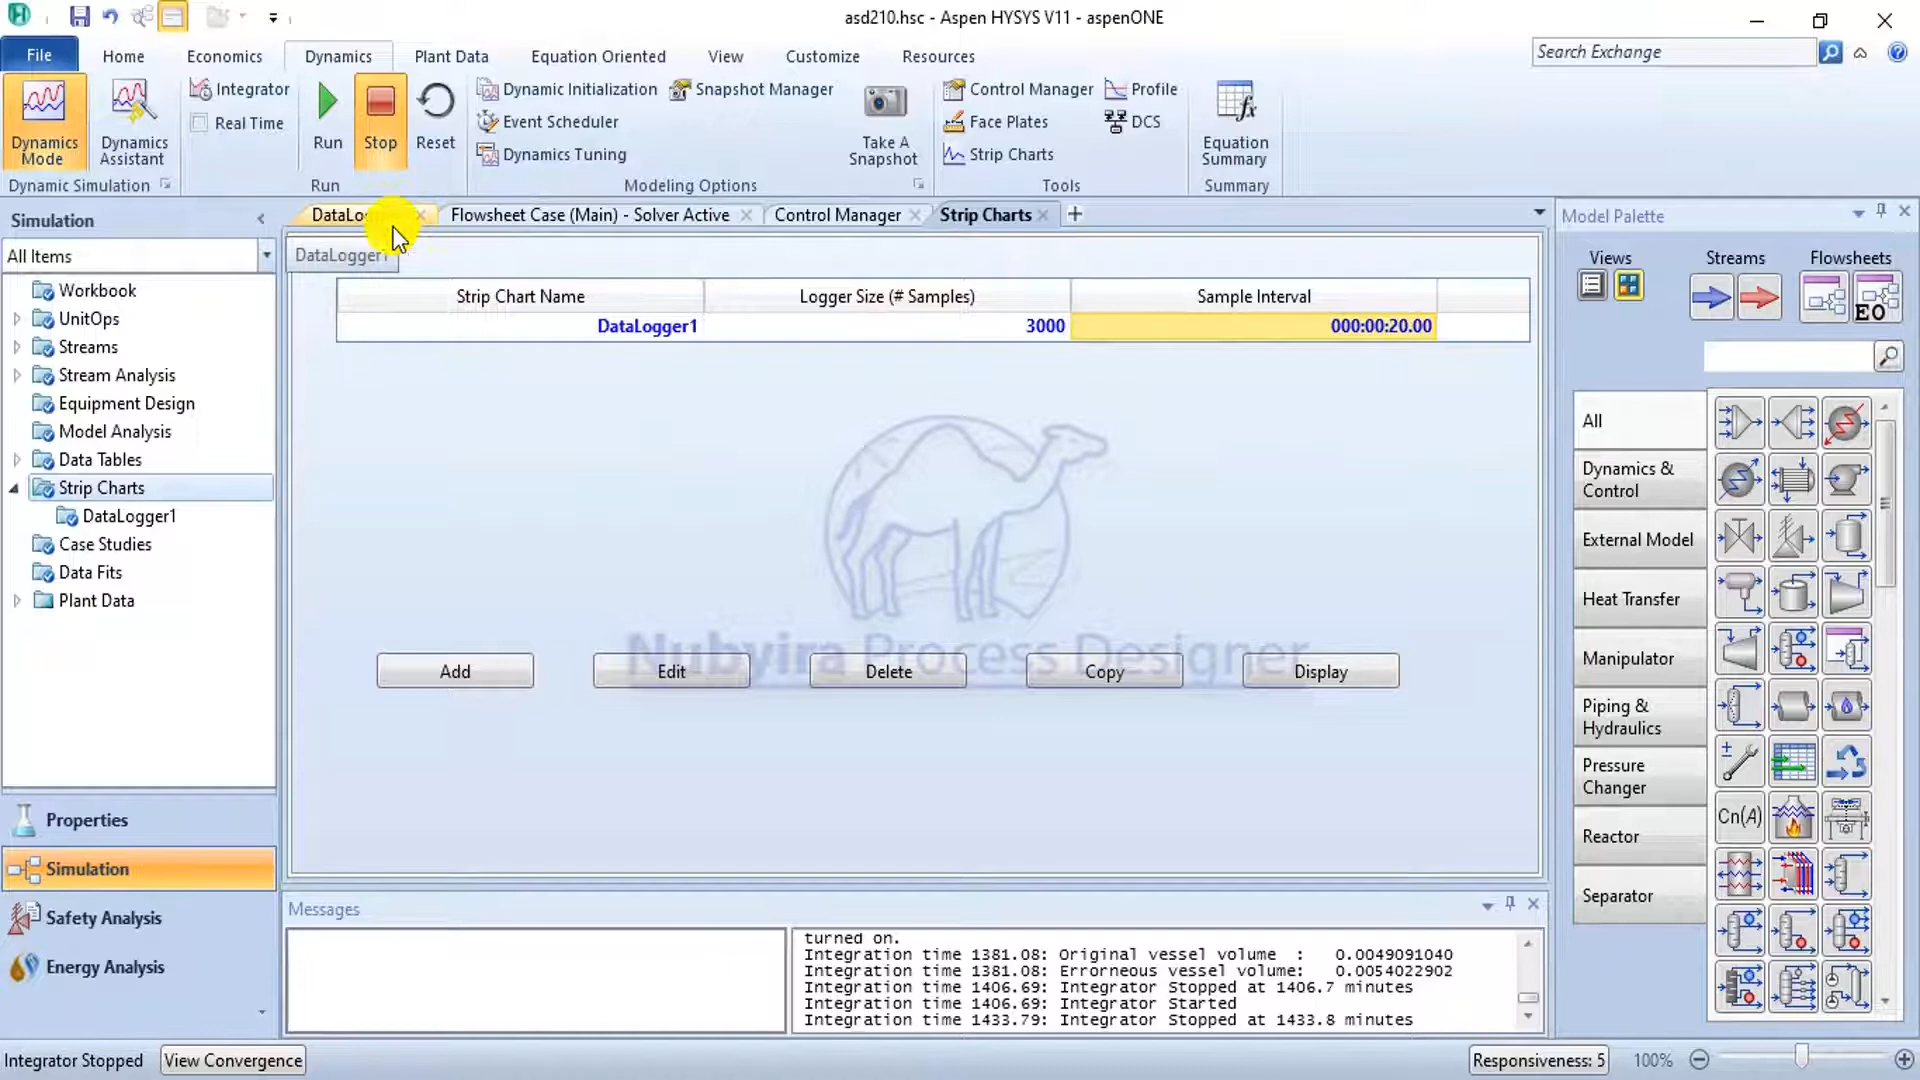 asd210.hsc - Aspen HYSYS V11 - aspenONE
File
Home
Economics
Dynamics
Plant Data
Equation Oriented
View
Customize
Resources
Search Exchange
Dynamics Mode
Dynamics Assistant
Integrator
Real Time
Run
Stop
Reset
Dynamic Initialization
Event Scheduler
Dynamics Tuning
Snapshot Manager
Take A Snapshot
Control Manager
Face Plates
Strip Charts
Profile
DCS
Equation Summary
Dynamic Simulation
Run
Modeling Options
Tools
Summary
Simulation
Flowsheet Case (Main) - Solver Active
Control Manager
Strip Charts
Model Palette
All Items
DataLogger1
Workbook
UnitOps
Streams
Stream Analysis
Equipment Design
Model Analysis
Data Tables
Strip Charts
DataLogger1
Case Studies
Data Fits
Plant Data
Properties
Simulation
Safety Analysis
Energy Analysis
Strip Chart Name
Logger Size (# Samples)
Sample Interval
DataLogger1
3000
000:00:20.00
Nubyira Process Designer
Add
Edit
Delete
Copy
Display
Views
Streams
Flowsheets
EO
All
Dynamics & Control
External Model
Heat Transfer
Manipulator
Piping & Hydraulics
Pressure Changer
Reactor
Separator
Cn(A)
Messages
turned on.
Integration time 1381.08: Original vessel volume : 0.0049091040
Integration time 1381.08: Errorneous vessel volume: 0.0054022902
Integration time 1406.69: Integrator Stopped at 1406.7 minutes
Integration time 1406.69: Integrator Started
Integration time 1433.79: Integrator Stopped at 1433.8 minutes
Integrator Stopped
View Convergence
Responsiveness: 5
100%